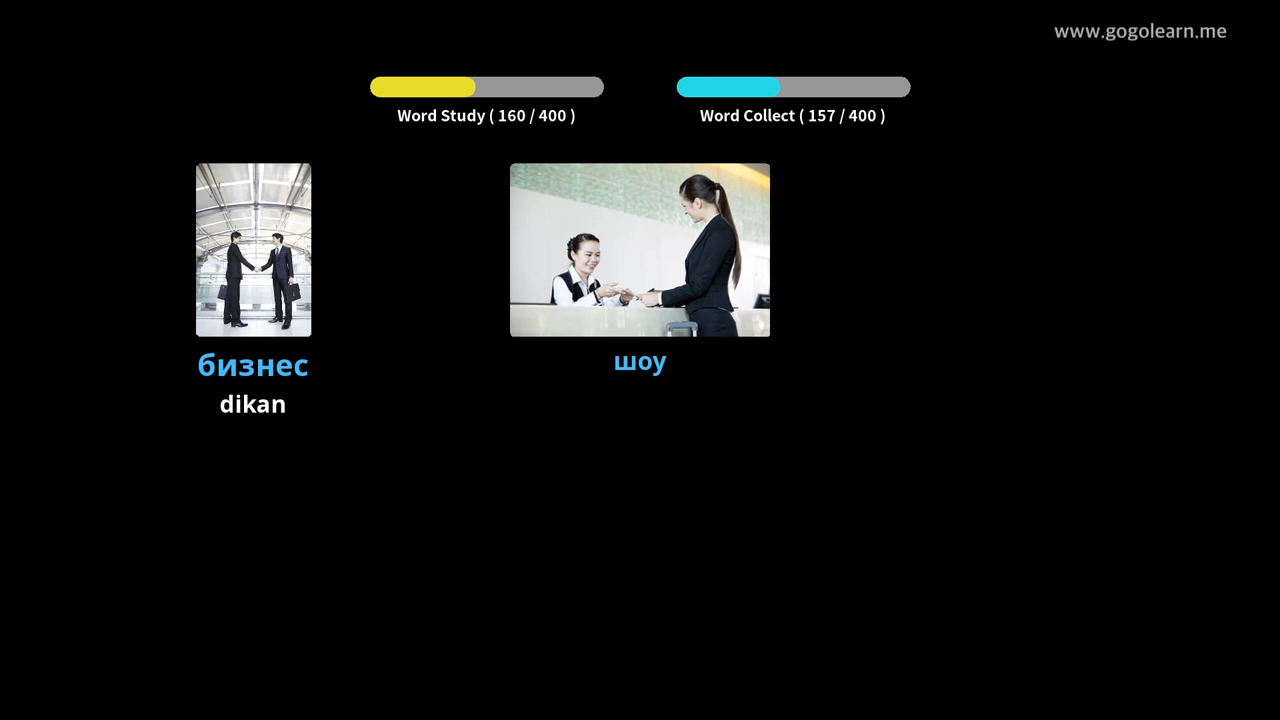 www.gogolearn.me
Word Study ( 160 / 400 )
Word Collect ( 157 / 400 )
бизнес
dikan
шоу